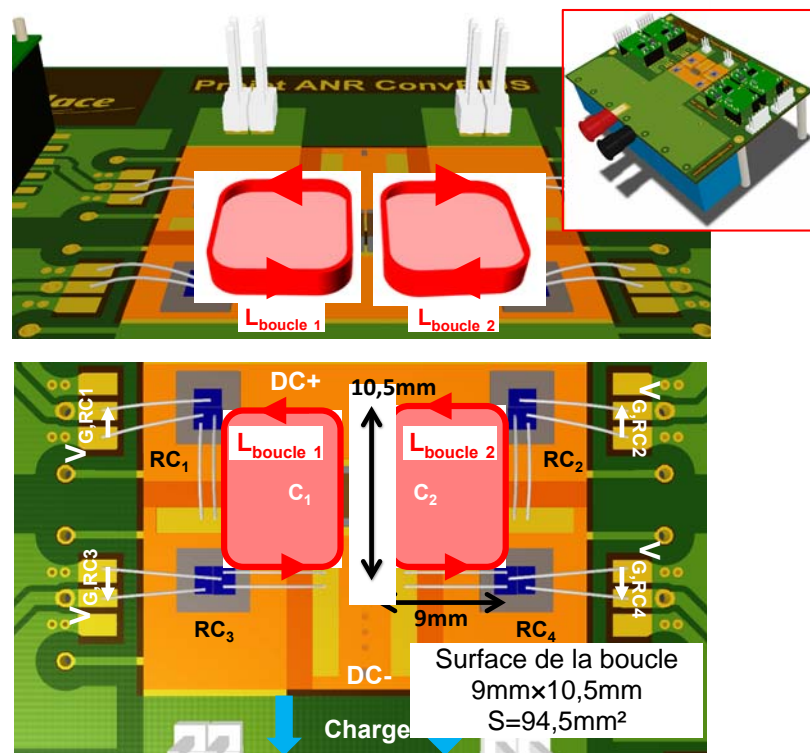 Projet ANR ConvPlUS
L boucle 1
L boucle 2
DC+
10,5mm
V G,RC1
V G,RC2
L boucle 1
L boucle 2
RC1
RC2
C1
C2
V G,RC3
V G,RC4
9mm
RC3
RC4
DC-
Surface de la boucle
9mm×10,5mm
S=94,5mm²
Charge